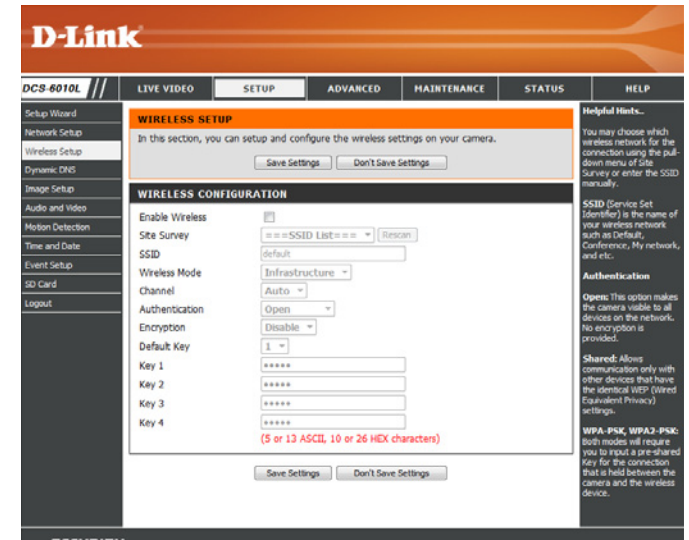 D-Link
DCS-6010L
LIVE VIDEO
SETUP
ADVANCED
MAINTENANCE
STATUS
HELP
Setup Wizard
Network Setup
Wireless Setup
Dynamic DNS
Image Setup
Audio and Video
Motion Detection
Time and Date
Event Setup
SD Card
Logout
WIRELESS SETUP
In this section, you can setup and configure the wireless settings on your camera.
Save Settings Don't Save Settings
WIRELESS CONFIGURATION
Enable Wireless
Site Survey ===SSID List=== Rescan
SSID default
Wireless Mode Infrastructure
Channel Auto
Authentication Open
Encryption Disable
Default Key 1
Key 1 •••••
Key 2 •••••
Key 3 •••••
Key 4 •••••
(5 or 13 ASCII, 10 or 26 HEX characters)
Save Settings Don't Save Settings
Helpful Hints..
You may choose which
wireless network for the
connection using the pull-
down menu of Site
Survey or enter the SSID
manually.
SSID (Service Set
Identifier) is the name of
your wireless network
such as Default,
Conference, My network,
and etc.
Authentication
Open: This option makes
the camera visible to all
devices on the network.
No encryption is
provided.
Shared: Allows
communication only with
other devices that have
the identical WEP (Wired
Equivalent Privacy)
settings.
WPA-PSK, WPA2-PSK:
Both modes will require
you to input a pre-shared
Key for the connection
that is held between the
camera and the wireless
device.